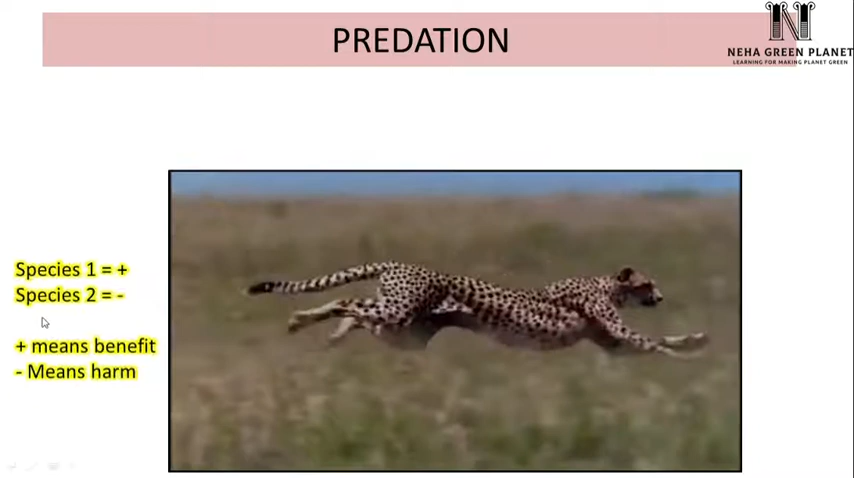 PREDATION
NEHA GREEN PLANET
LEARNING FOR MAKING PLANET GREEN
Species 1 = +
Species 2 = -
+ means benefit
- Means harm